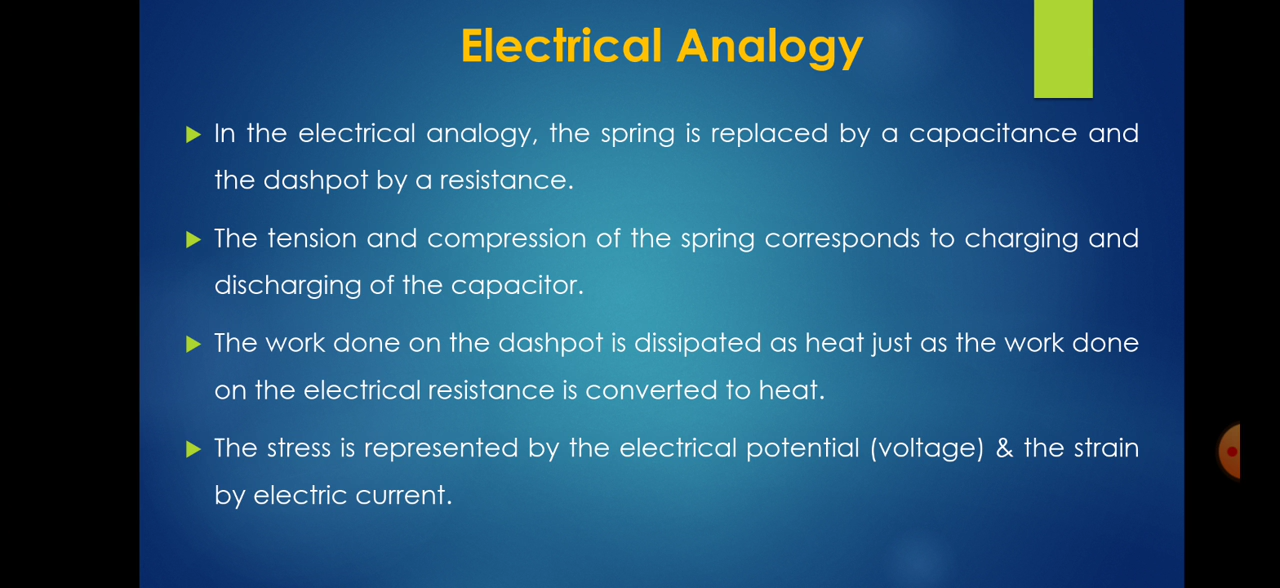 Electrical Analogy
In the electrical analogy, the spring is replaced by a capacitance and
the dashpot by a resistance.
The tension and compression of the spring corresponds to charging and
discharging of the capacitor.
The work done on the dashpot is dissipated as heat just as the work done
on the electrical resistance is converted to heat.
The stress is represented by the electrical potential (voltage) & the strain
by electric current.